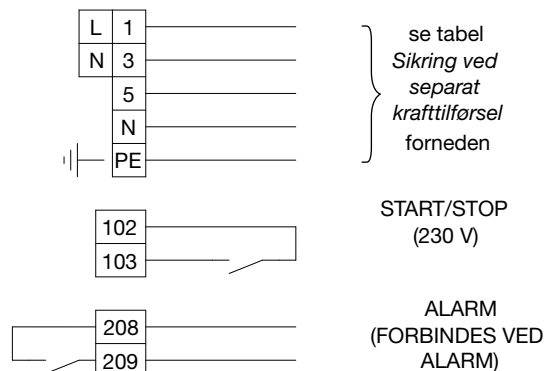 L 1
N 3
5
N
PE
se tabel
Sikring ved
separat
krafttilførsel
forneden
102
103
START/STOP
(230 V)
208
209
ALARM
(FORBINDES VED
ALARM)